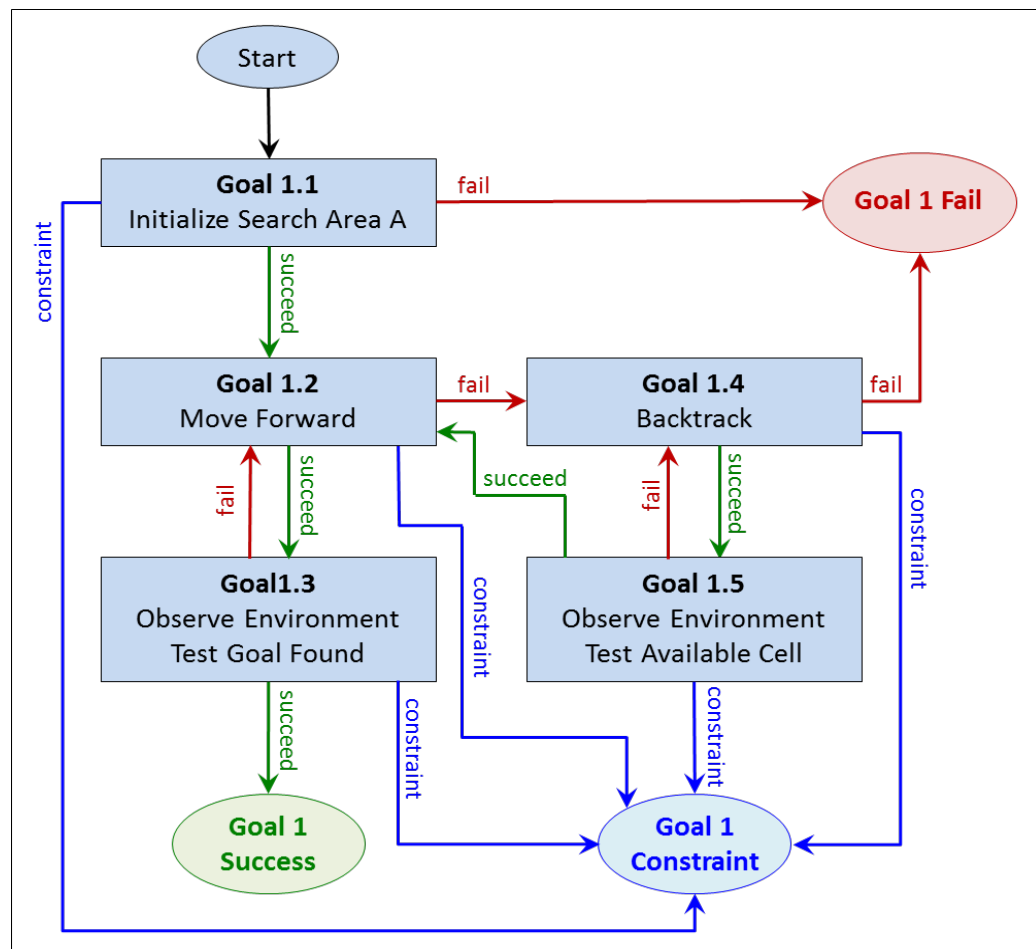 Start
Goal 1.1
Initialize Search Area A
fail
Goal 1 Fail
constraint
succeed
Goal 1.2
Move Forward
fail
Goal 1.4
Backtrack
fail
succeed
fail
succeed
fail
succeed
constraint
constraint
Goal1.3
Observe Environment
Test Goal Found
Goal 1.5
Observe Environment
Test Available Cell
succeed
constraint
constraint
Goal 1
Success
Goal 1
Constraint